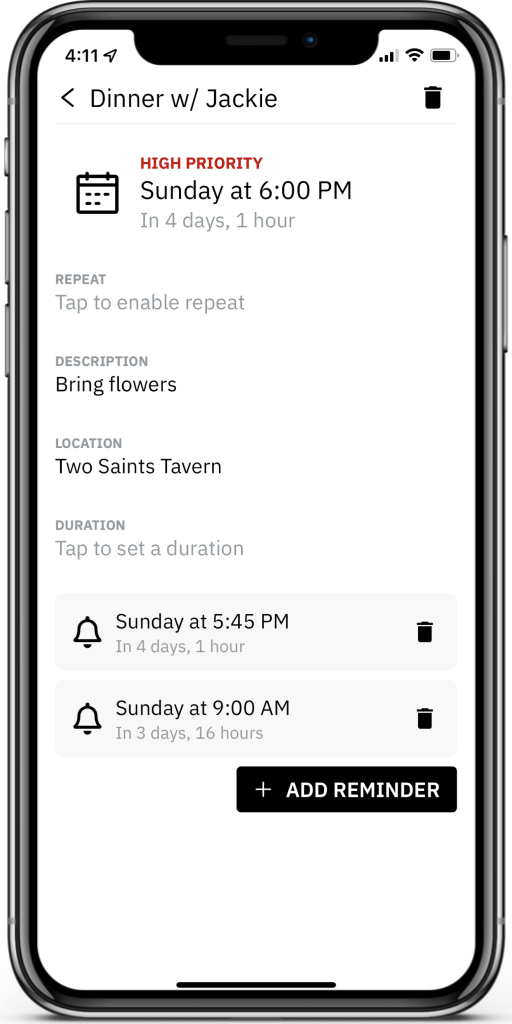 4:11
Dinner w/ Jackie
HIGH PRIORITY
Sunday at 6:00 PM
In 4 days, 1 hour
REPEAT
Tap to enable repeat
DESCRIPTION
Bring flowers
LOCATION
Two Saints Tavern
DURATION
Tap to set a duration
Sunday at 5:45 PM
In 4 days, 1 hour
Sunday at 9:00 AM
In 3 days, 16 hours
+ ADD REMINDER